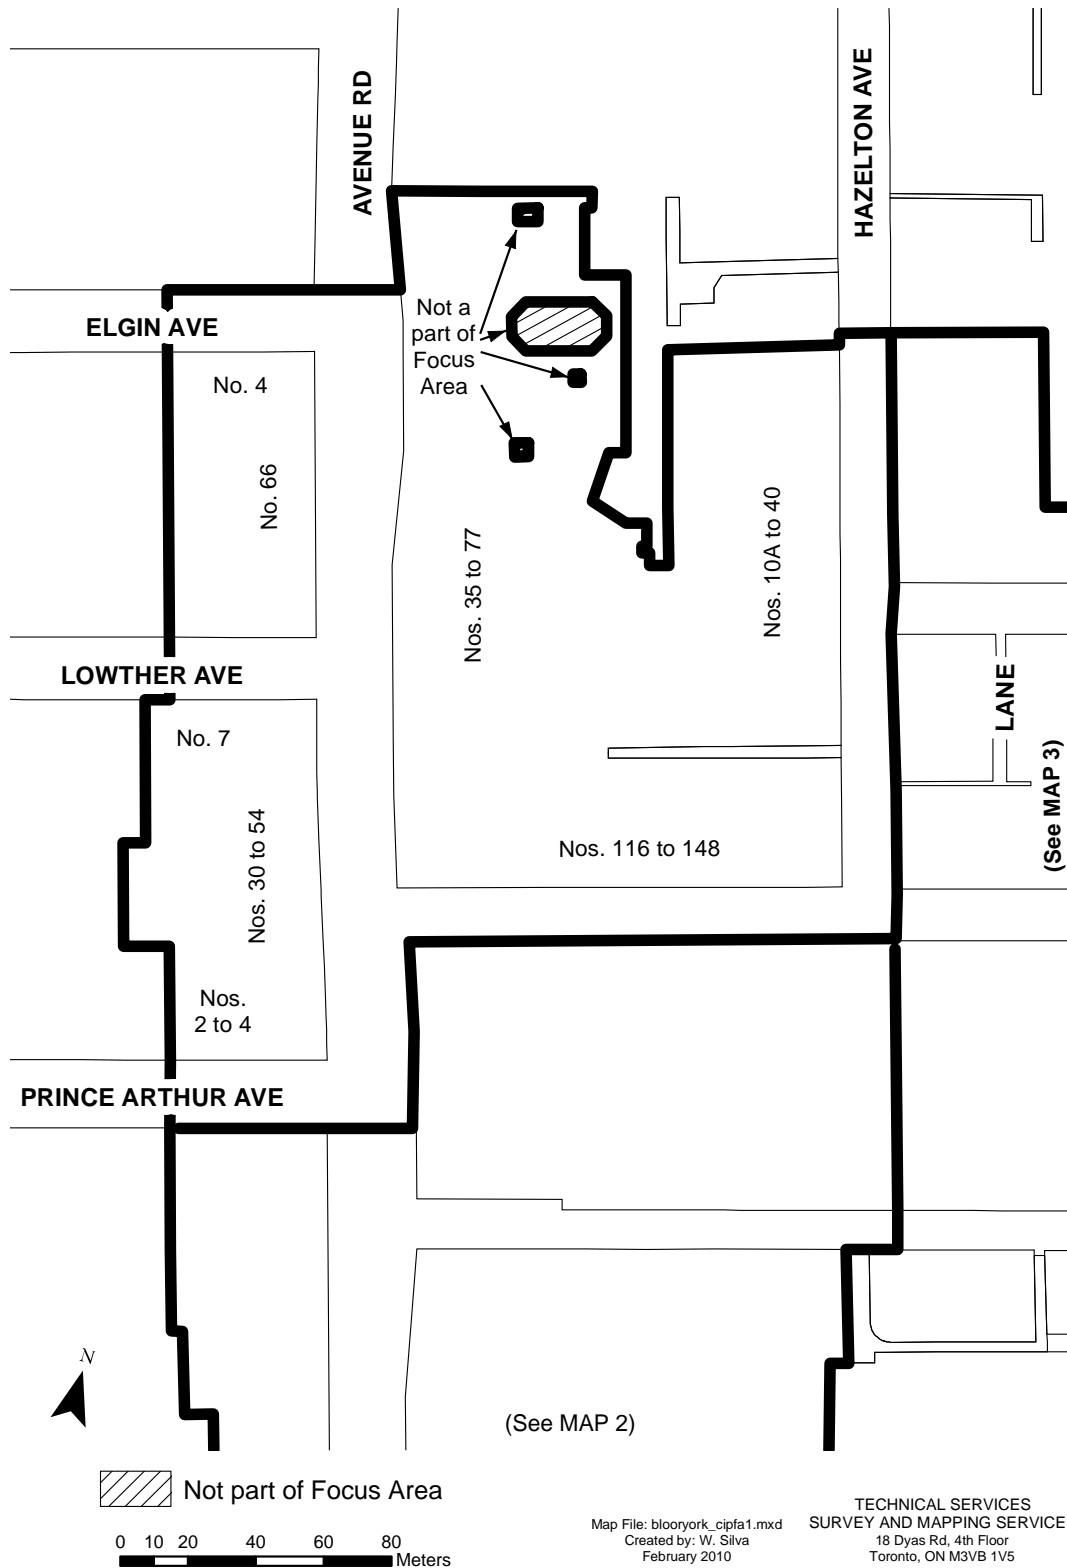 AVENUE RD
HAZELTON AVE
Not a
part of
Focus
Area
ELGIN AVE
No. 4
No. 66
Nos. 35 to 77
Nos. 10A to 40
LOWTHER AVE
No. 7
LANE
(See MAP 3)
Nos. 30 to 54
Nos. 116 to 148
Nos.
2 to 4
PRINCE ARTHUR AVE
N
(See MAP 2)
Not part of Focus Area
0 10 20 40 60 80
Meters
Map File: blooryork_cipfa1.mxd
Created by: W. Silva
February 2010
TECHNICAL SERVICES
SURVEY AND MAPPING SERVICE
18 Dyas Rd, 4th Floor
Toronto, ON M3VB 1V5